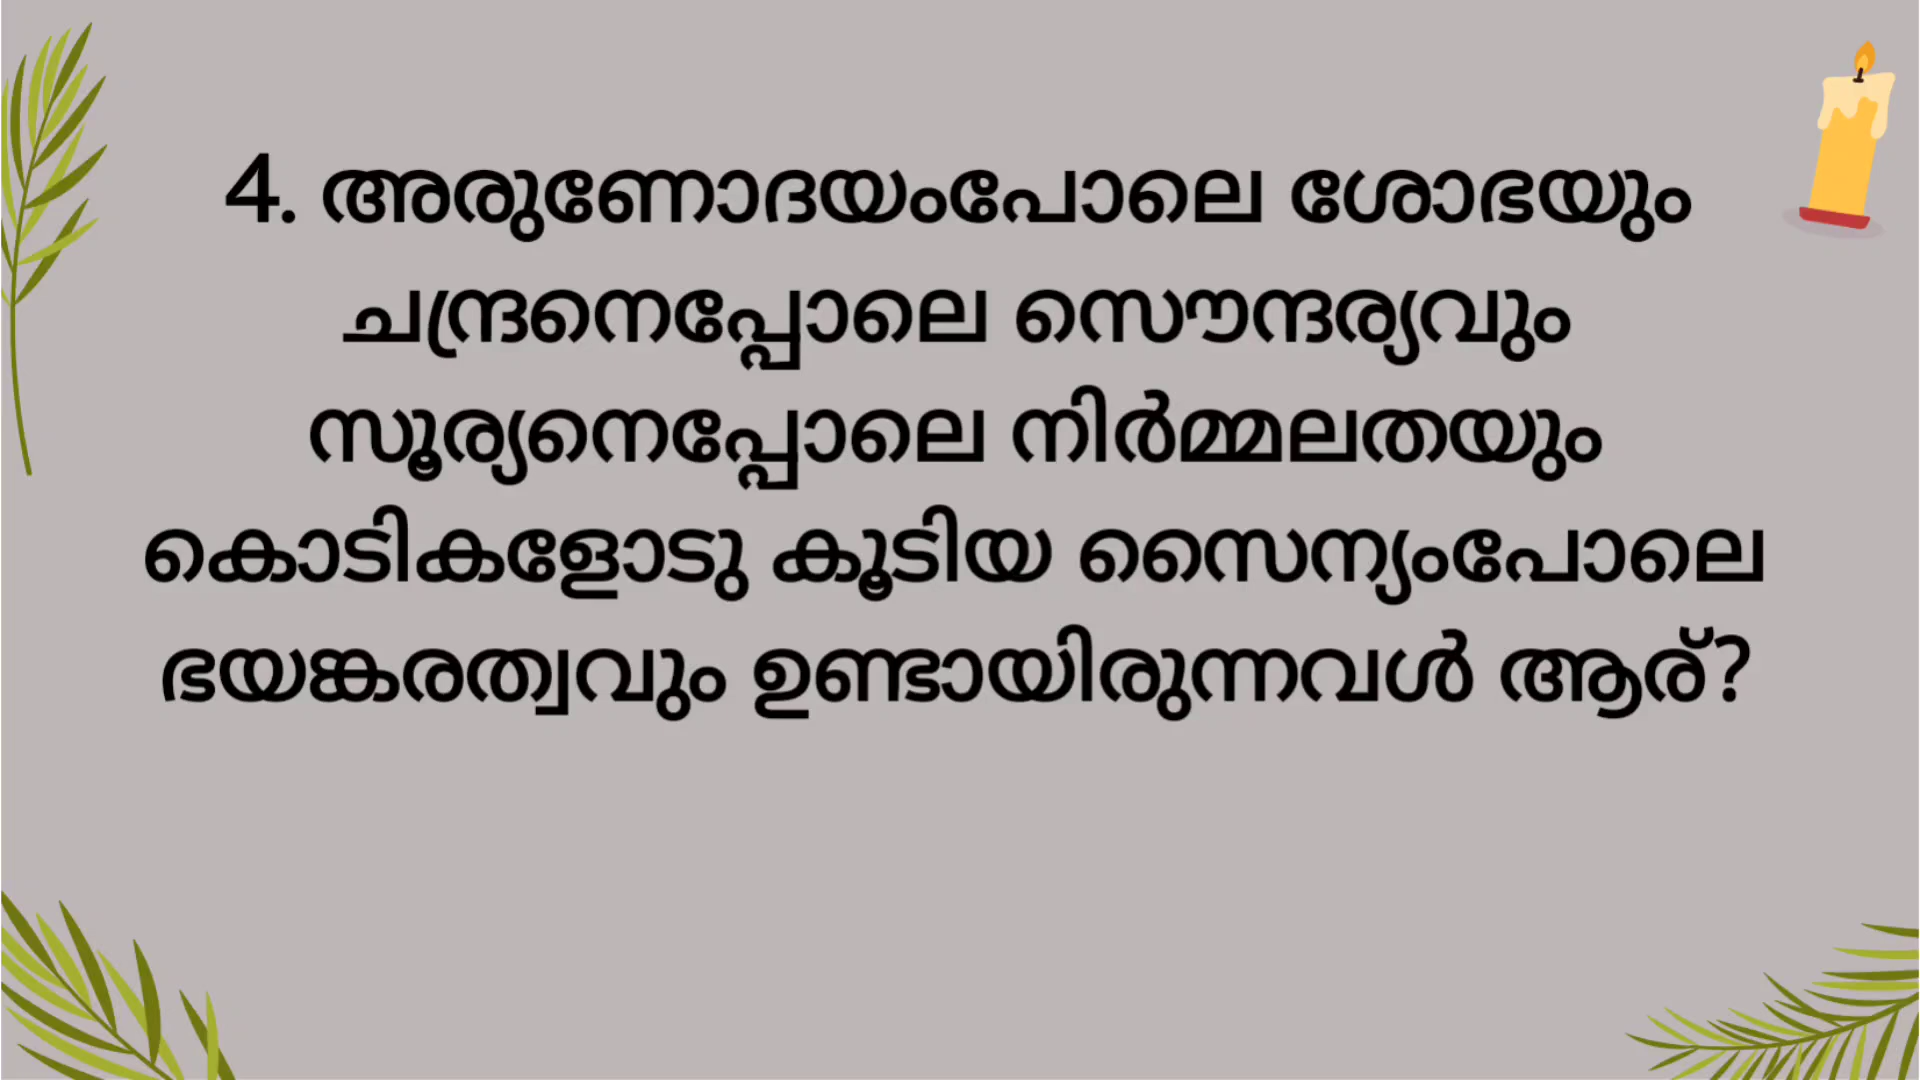 4. അരുണോദയംപോലെ ശോഭയും
ചന്ദ്രനെപ്പോലെ സൌന്ദര്യവും
സൂര്യനെപ്പോലെ നിർമ്മലതയും
കൊടികളോടു കൂടിയ സൈന്യംപോലെ
ഭയങ്കരത്വവും ഉണ്ടായിരുന്നവൾ ആര്?